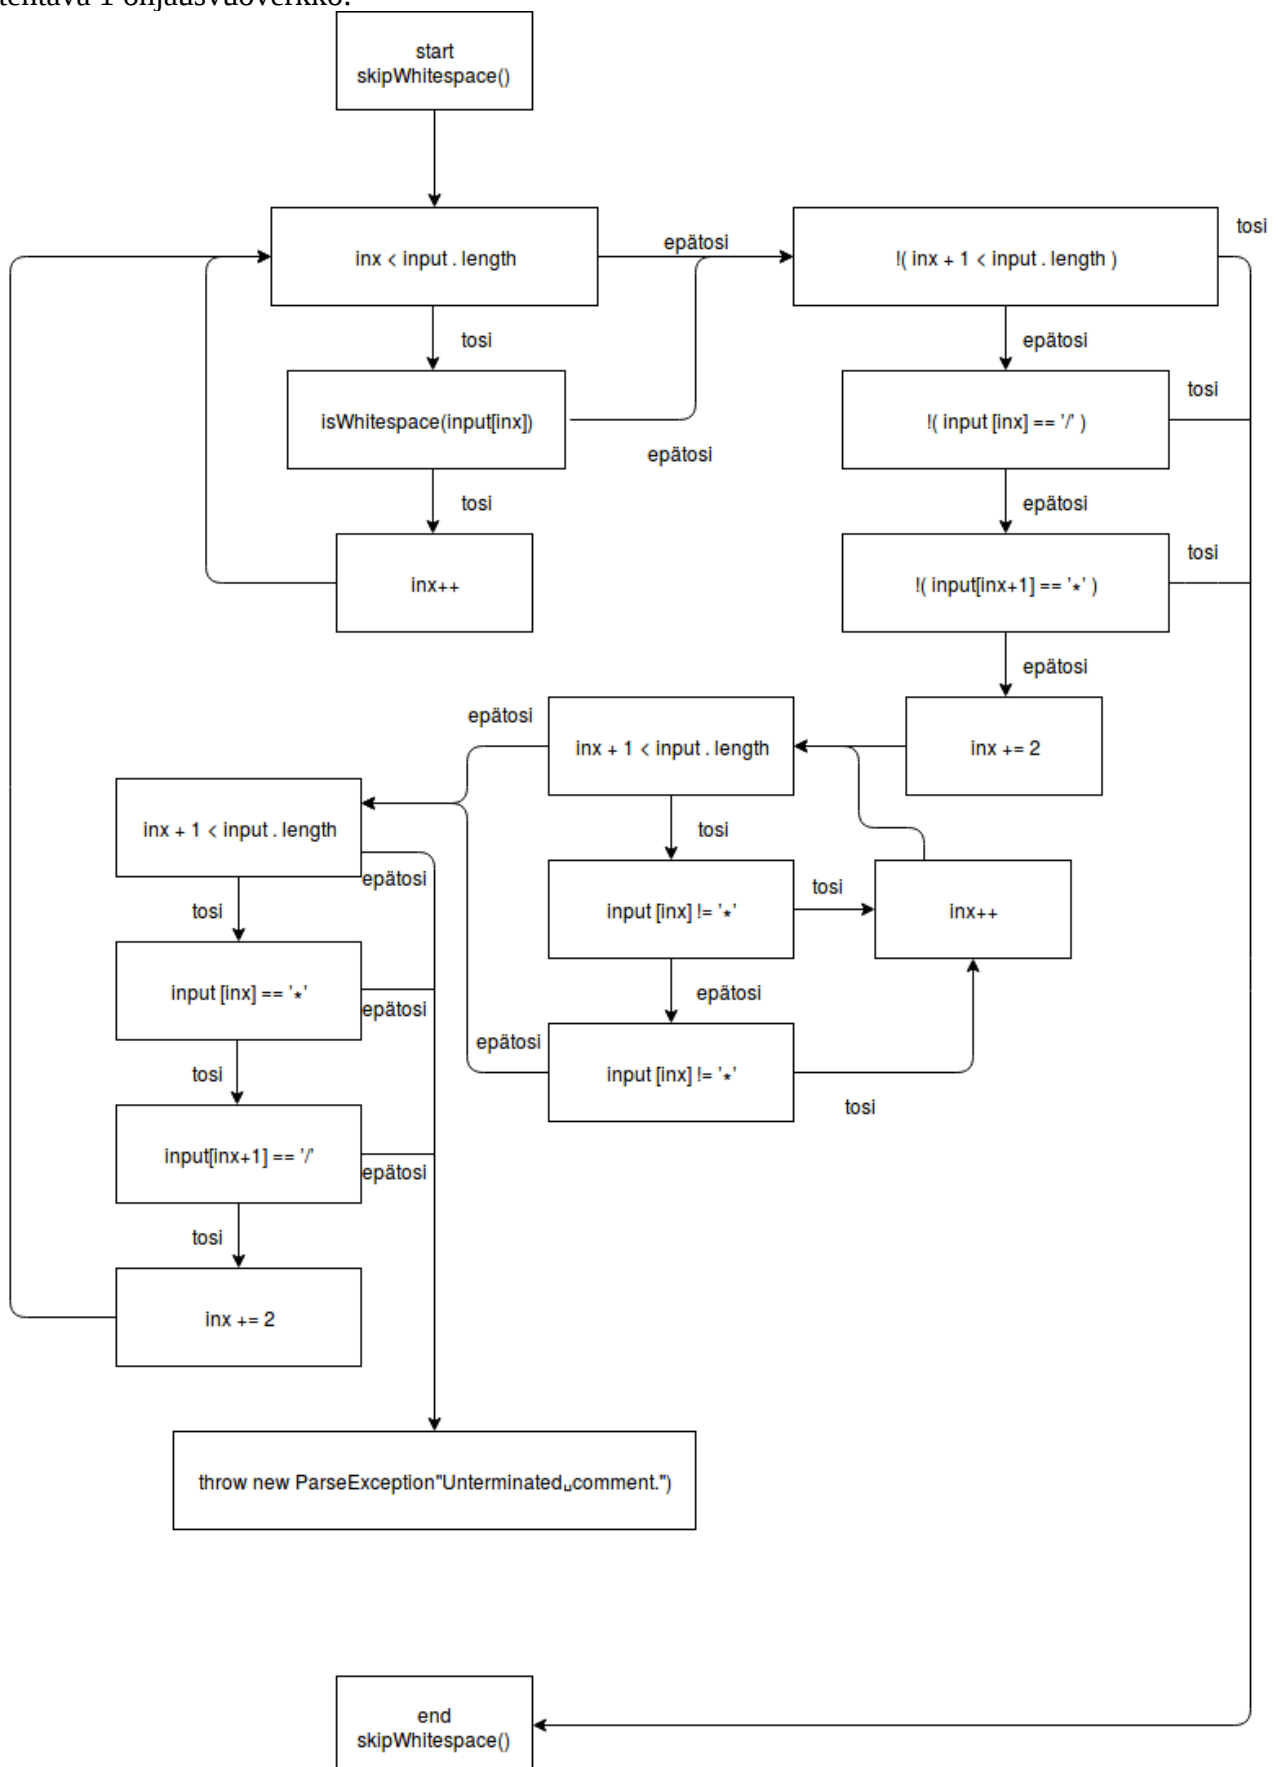 tehtävä 1 ohjausvuoverkko:
start
skipWhitespace()
inx < input . length
epätosi
!( inx + 1 < input . length )
tosi
tosi
epätosi
isWhitespace(input[inx])
epätosi
!( input [inx] == '/' )
tosi
tosi
epätosi
inx++
!( input[inx+1] == '*' )
tosi
epätosi
epätosi
inx + 1 < input . length
inx += 2
inx + 1 < input . length
epätosi
tosi
tosi
input [inx] != '*'
tosi
inx++
input [inx] == '*'
epätosi
epätosi
epätosi
input [inx] != '*'
tosi
tosi
input[inx+1] == '/'
epätosi
tosi
inx += 2
throw new ParseException"Unterminated␣comment.")
end
skipWhitespace()